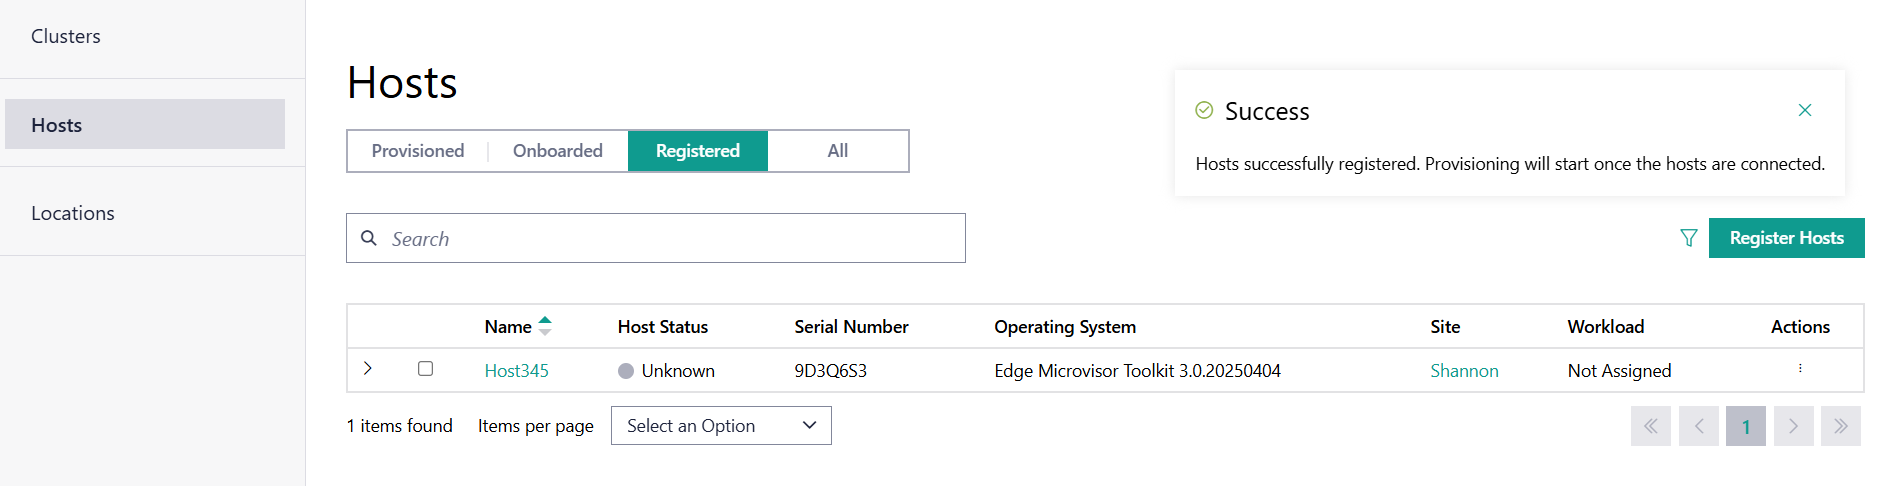 Clusters
Hosts
Locations
Hosts
Provisioned Onboarded Registered All
Success
Hosts successfully registered. Provisioning will start once the hosts are connected.
Search
Register Hosts
Name Host Status Serial Number Operating System Site Workload Actions
Host345 Unknown 9D3Q6S3 Edge Microvisor Toolkit 3.0.20250404 Shannon Not Assigned
1 items found Items per page Select an Option 1